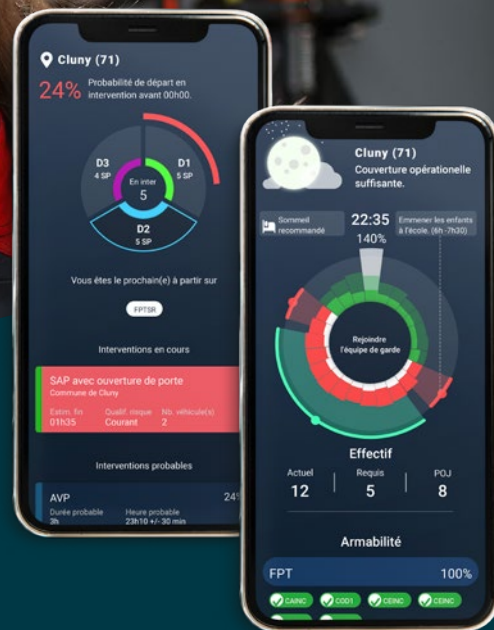 Cluny (71)
24%
Probabilité de départ en
intervention avant 00h00.
D3
4 SP
D1
5 SP
En inter
5
D2
5 SP
Vous êtes le prochain(e) à partir sur
FPTSR
Interventions en cours
SAP avec ouverture de porte
Commune de Cluny
Estim. fin
01h35
Qualif. risque
Courant
Nb. véhicule(s)
2
Interventions probables
AVP
24%
Durée probable
3h
Heure probable
23h10 +/- 30 min
Cluny (71)
Couverture opérationelle
suffisante.
Sommeil
recommandé
22:35
140%
Emmener les enfants
à l'école. (6h -7h30)
Rejoindre
l'équipe de garde
Effectif
Actuel
12
Requis
5
POJ
8
Armabilité
FPT
100%
CAINC
COD1
CEINC
CEINC